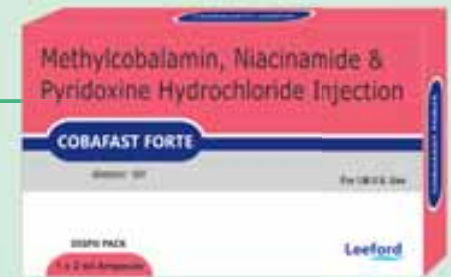 Methylcobalamin, Niacinamide &
Pyridoxine Hydrochloride Injection
COBAFAST FORTE
For I.M/I.V. Use
DISPO PACK
1 x 2 ml Ampoule
Leeford